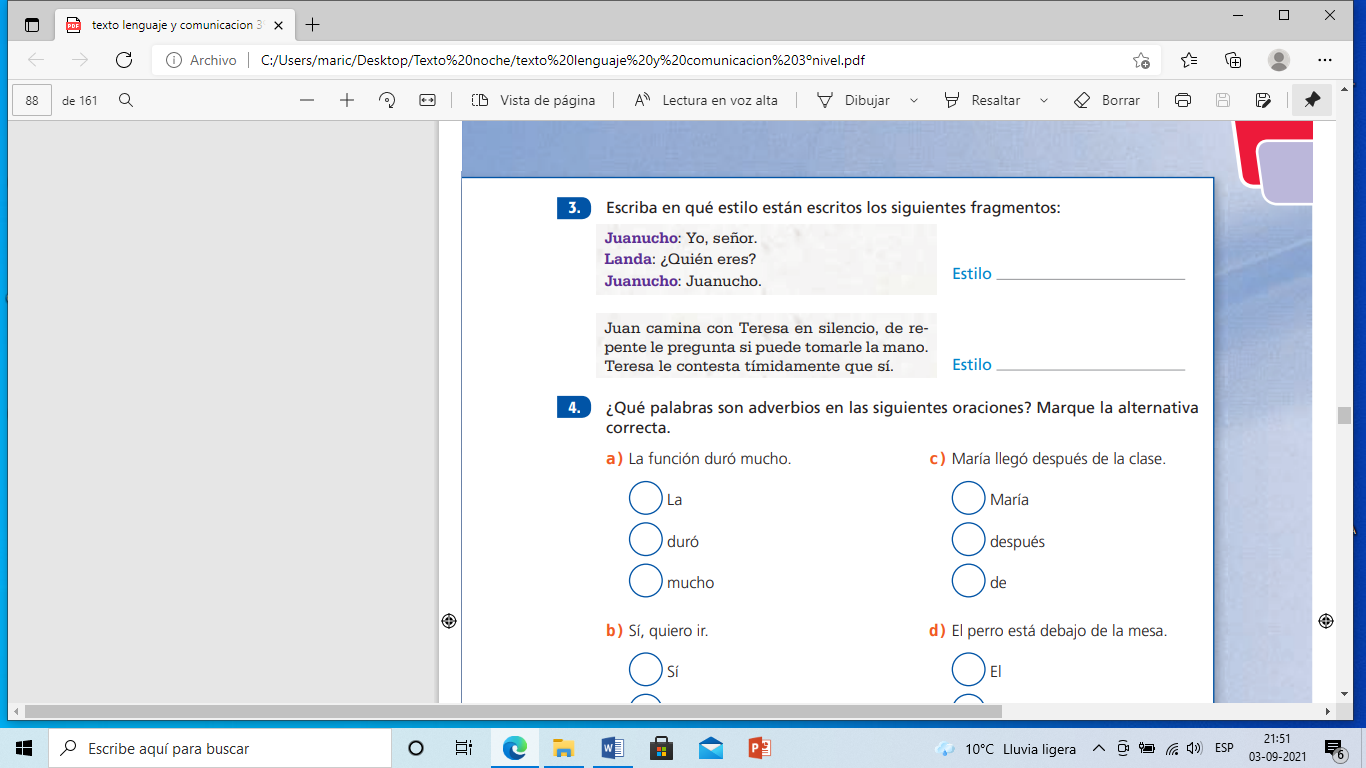 texto lenguaje y comunicacion 3
Archivo
C:/Users/maric/Desktop/Texto%20noche/texto%20lenguaje%20y%20comunicacion%203ºnivel.pdf
88 de 161
Vista de página
Lectura en voz alta
Dibujar
Resaltar
Borrar
3. Escriba en qué estilo están escritos los siguientes fragmentos:
Juanucho: Yo, señor.
Landa: ¿Quién eres?
Juanucho: Juanucho.
Estilo
Juan camina con Teresa en silencio, de re-
pente le pregunta si puede tomarle la mano.
Teresa le contesta tímidamente que sí.
Estilo
4. ¿Qué palabras son adverbios en las siguientes oraciones? Marque la alternativa
correcta.
a) La función duró mucho.
La
duró
mucho
b) Sí, quiero ir.
Sí
c) María llegó después de la clase.
María
después
de
d) El perro está debajo de la mesa.
El
Escribe aquí para buscar
10°C Lluvia ligera
ESP
21:51
03-09-2021
6